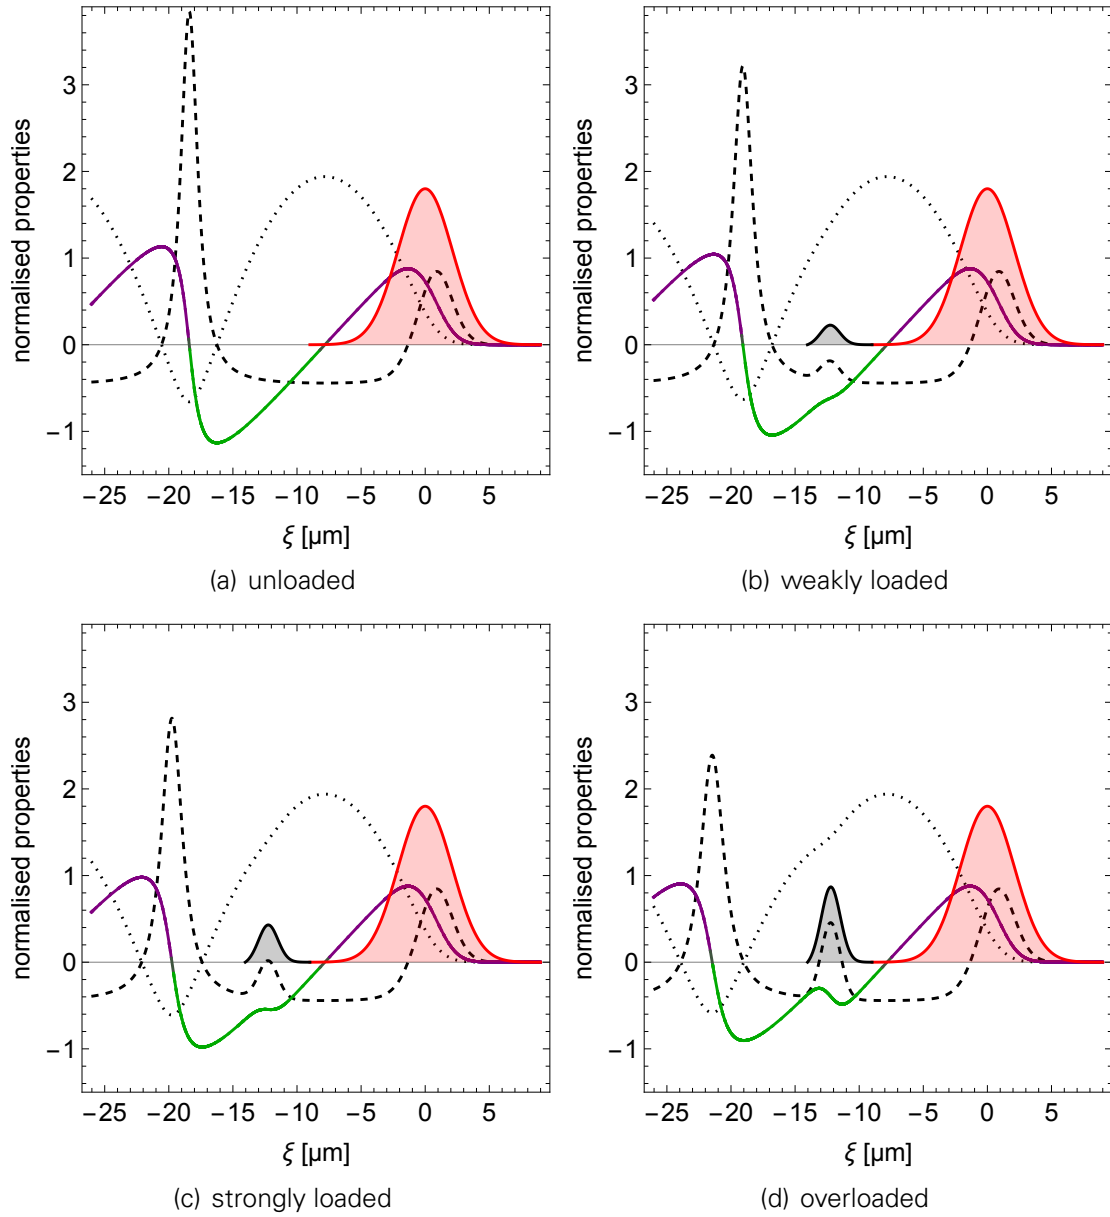 3
2
1
0
−1
normalised properties
−25 −20 −15 −10 −5 0 5
ξ [µm]
(a) unloaded
3
2
1
0
−1
normalised properties
−25 −20 −15 −10 −5 0 5
ξ [µm]
(b) weakly loaded
3
2
1
0
−1
normalised properties
−25 −20 −15 −10 −5 0 5
ξ [µm]
(c) strongly loaded
3
2
1
0
−1
normalised properties
−25 −20 −15 −10 −5 0 5
ξ [µm]
(d) overloaded